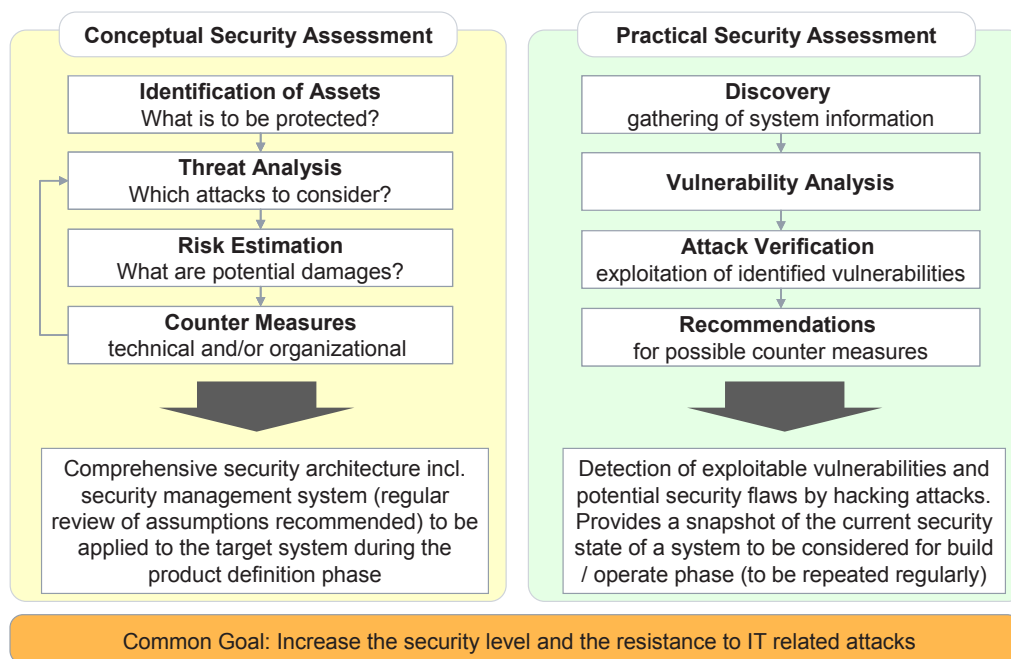 Conceptual Security Assessment
Identification of Assets
What is to be protected?
Threat Analysis
Which attacks to consider?
Risk Estimation
What are potential damages?
Counter Measures
technical and/or organizational
Comprehensive security architecture incl.
security management system (regular
review of assumptions recommended) to be
applied to the target system during the
product definition phase
Practical Security Assessment
Discovery
gathering of system information
Vulnerability Analysis
Attack Verification
exploitation of identified vulnerabilities
Recommendations
for possible counter measures
Detection of exploitable vulnerabilities and
potential security flaws by hacking attacks.
Provides a snapshot of the current security
state of a system to be considered for build
/ operate phase (to be repeated regularly)
Common Goal: Increase the security level and the resistance to IT related attacks